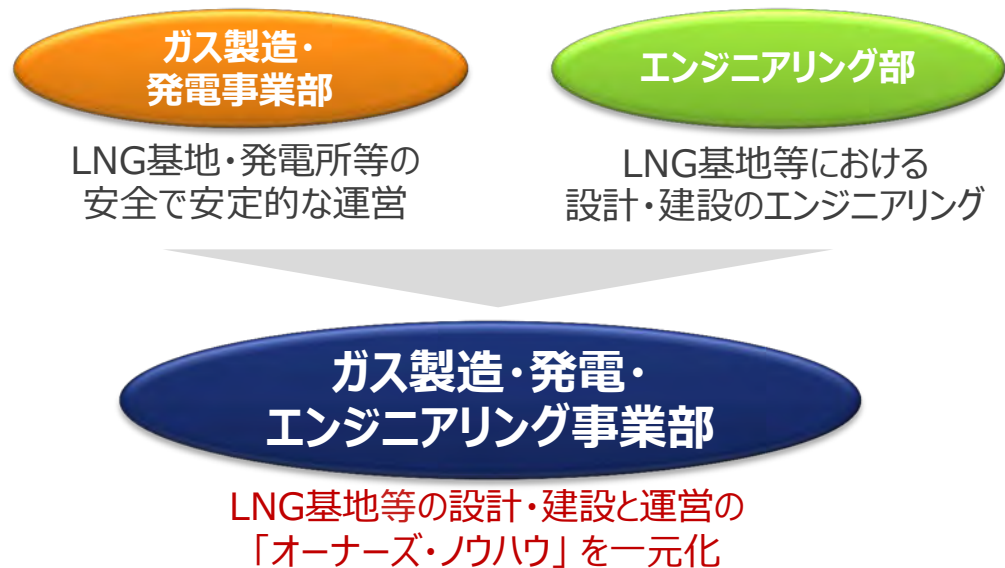 ガス製造・
発電事業部
エンジニアリング部
LNG基地・発電所等の
安全で安定的な運営
LNG基地等における
設計・建設のエンジニアリング
ガス製造・発電・
エンジニアリング事業部
LNG基地等の設計・建設と運営の
「オーナーズ・ノウハウ」を一元化